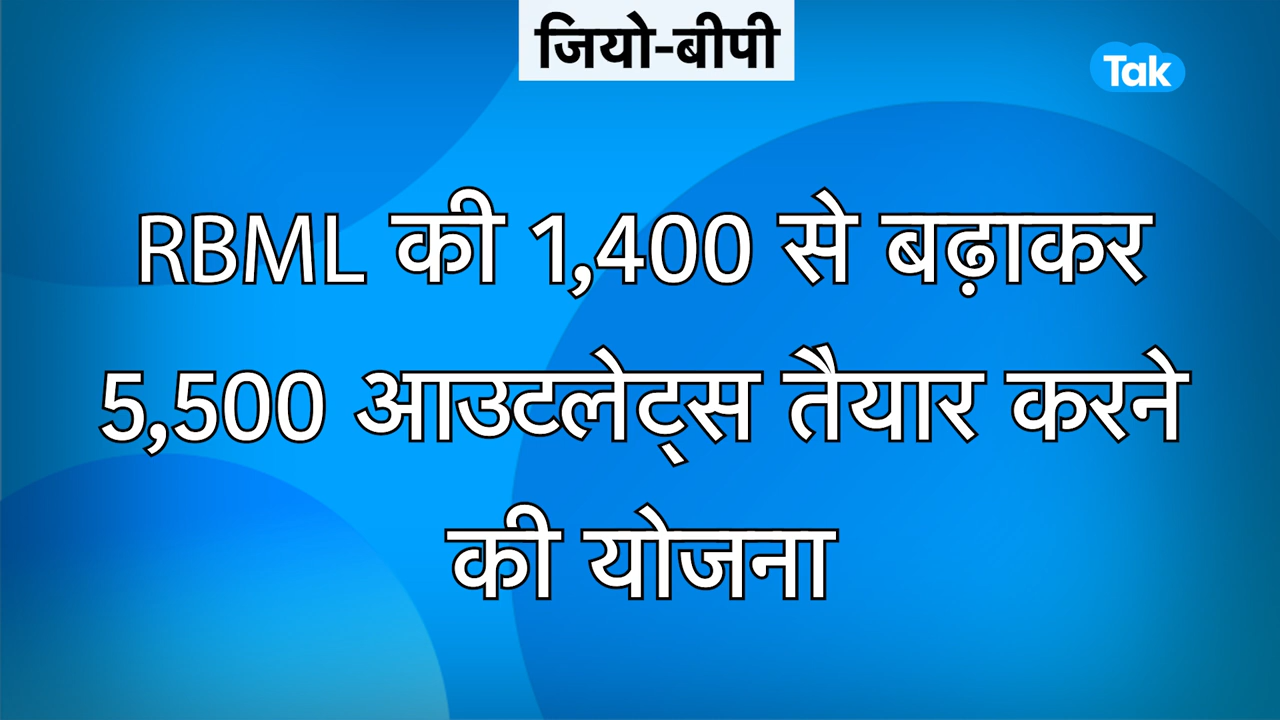 जियो-बीपी
Tak
RBML की 1,400 से बढ़ाकर
5,500 आउटलेट्स तैयार करने
की योजना